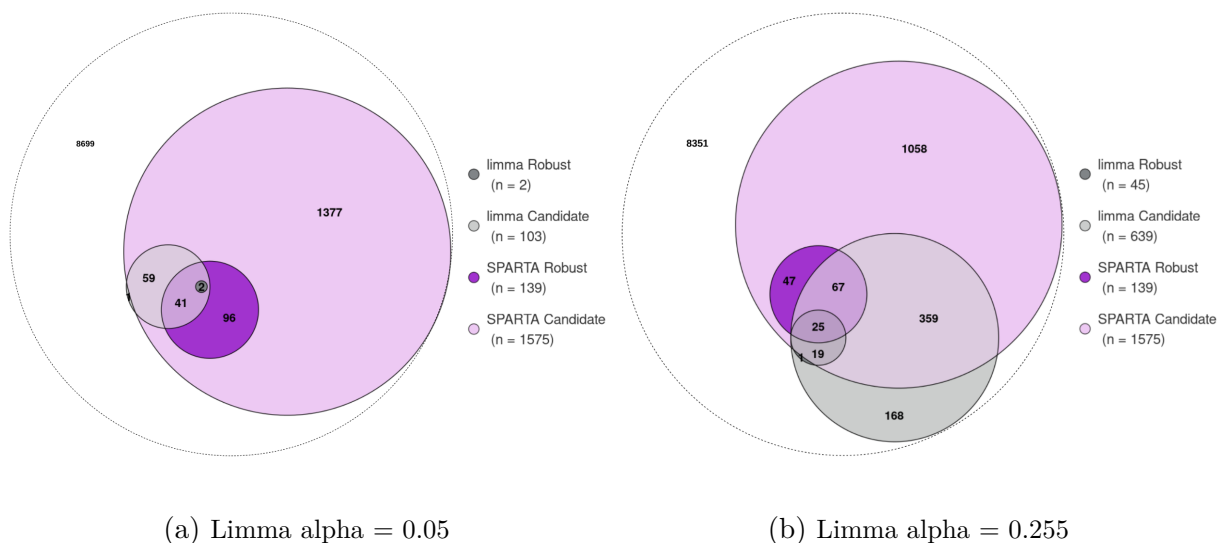 8699
1377
59
1
2
41
96
limma Robust
(n = 2)
limma Candidate
(n = 103)
SPARTA Robust
(n = 139)
SPARTA Candidate
(n = 1575)
(a) Limma alpha = 0.05
8351
1058
47
67
359
25
19
1
168
limma Robust
(n = 45)
limma Candidate
(n = 639)
SPARTA Robust
(n = 139)
SPARTA Candidate
(n = 1575)
(b) Limma alpha = 0.255